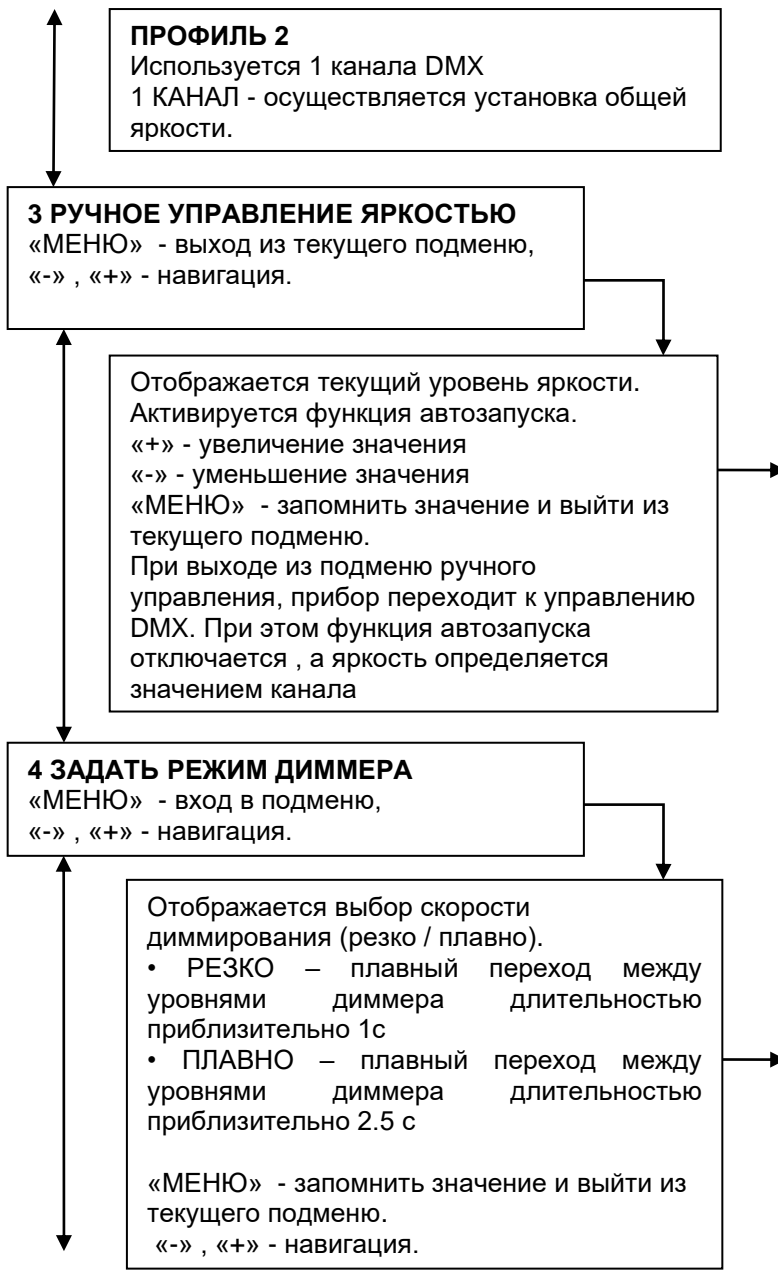 ПРОФИЛЬ 2
Используется 1 канала DMX
1 КАНАЛ - осуществляется установка общей
яркости.
3 РУЧНОЕ УПРАВЛЕНИЕ ЯРКОСТЬЮ
«МЕНЮ»  - выход из текущего подменю,
«-» , «+» - навигация.
Отображается текущий уровень яркости.
Активируется функция автозапуска.
«+» - увеличение значения
«-» - уменьшение значения
«МЕНЮ»  - запомнить значение и выйти из
текущего подменю.
При выходе из подменю ручного
управления, прибор переходит к управлению
DMX. При этом функция автозапуска
отключается , а яркость определяется
значением канала
4 ЗАДАТЬ РЕЖИМ ДИММЕРА
«МЕНЮ»  - вход в подменю,
«-» , «+» - навигация.
Отображается выбор скорости
диммирования (резко / плавно).
• РЕЗКО – плавный переход между
уровнями диммера длительностью
приблизительно 1с
• ПЛАВНО – плавный переход между
уровнями диммера длительностью
приблизительно 2.5 с
«МЕНЮ»  - запомнить значение и выйти из
текущего подменю.
«-» , «+» - навигация.